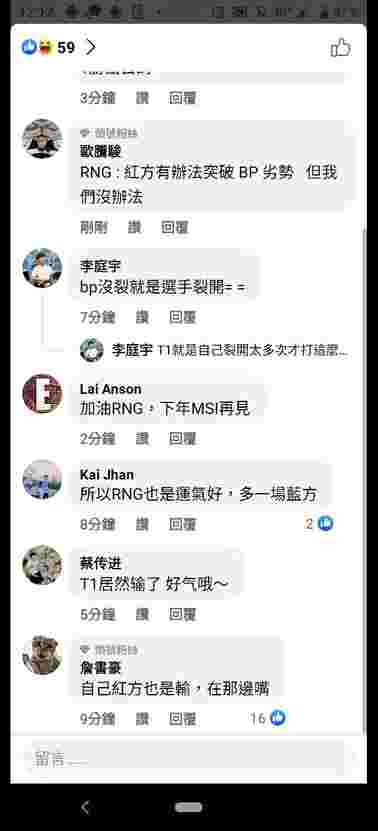 12:12
59
3分鐘 讚 回覆
頭號粉絲
歐騰駿
RNG : 紅方有辦法突破 BP 劣勢 但我
們沒辦法
剛剛 讚 回覆
李庭宇
bp沒裂就是選手裂開= =
7分鐘 讚 回覆
李庭宇 T1就是自己裂開太多次才打這麼...
Lai Anson
加油RNG，下年MSI再見
2分鐘 讚 回覆
Kai Jhan
所以RNG也是運氣好，多一場藍方
8分鐘 讚 回覆 2
蔡传进
T1居然输了 好气哦～
5分鐘 讚 回覆
頭號粉絲
詹書豪
自己紅方也是輸，在那邊嘴
9分鐘 讚 回覆 16
留言......